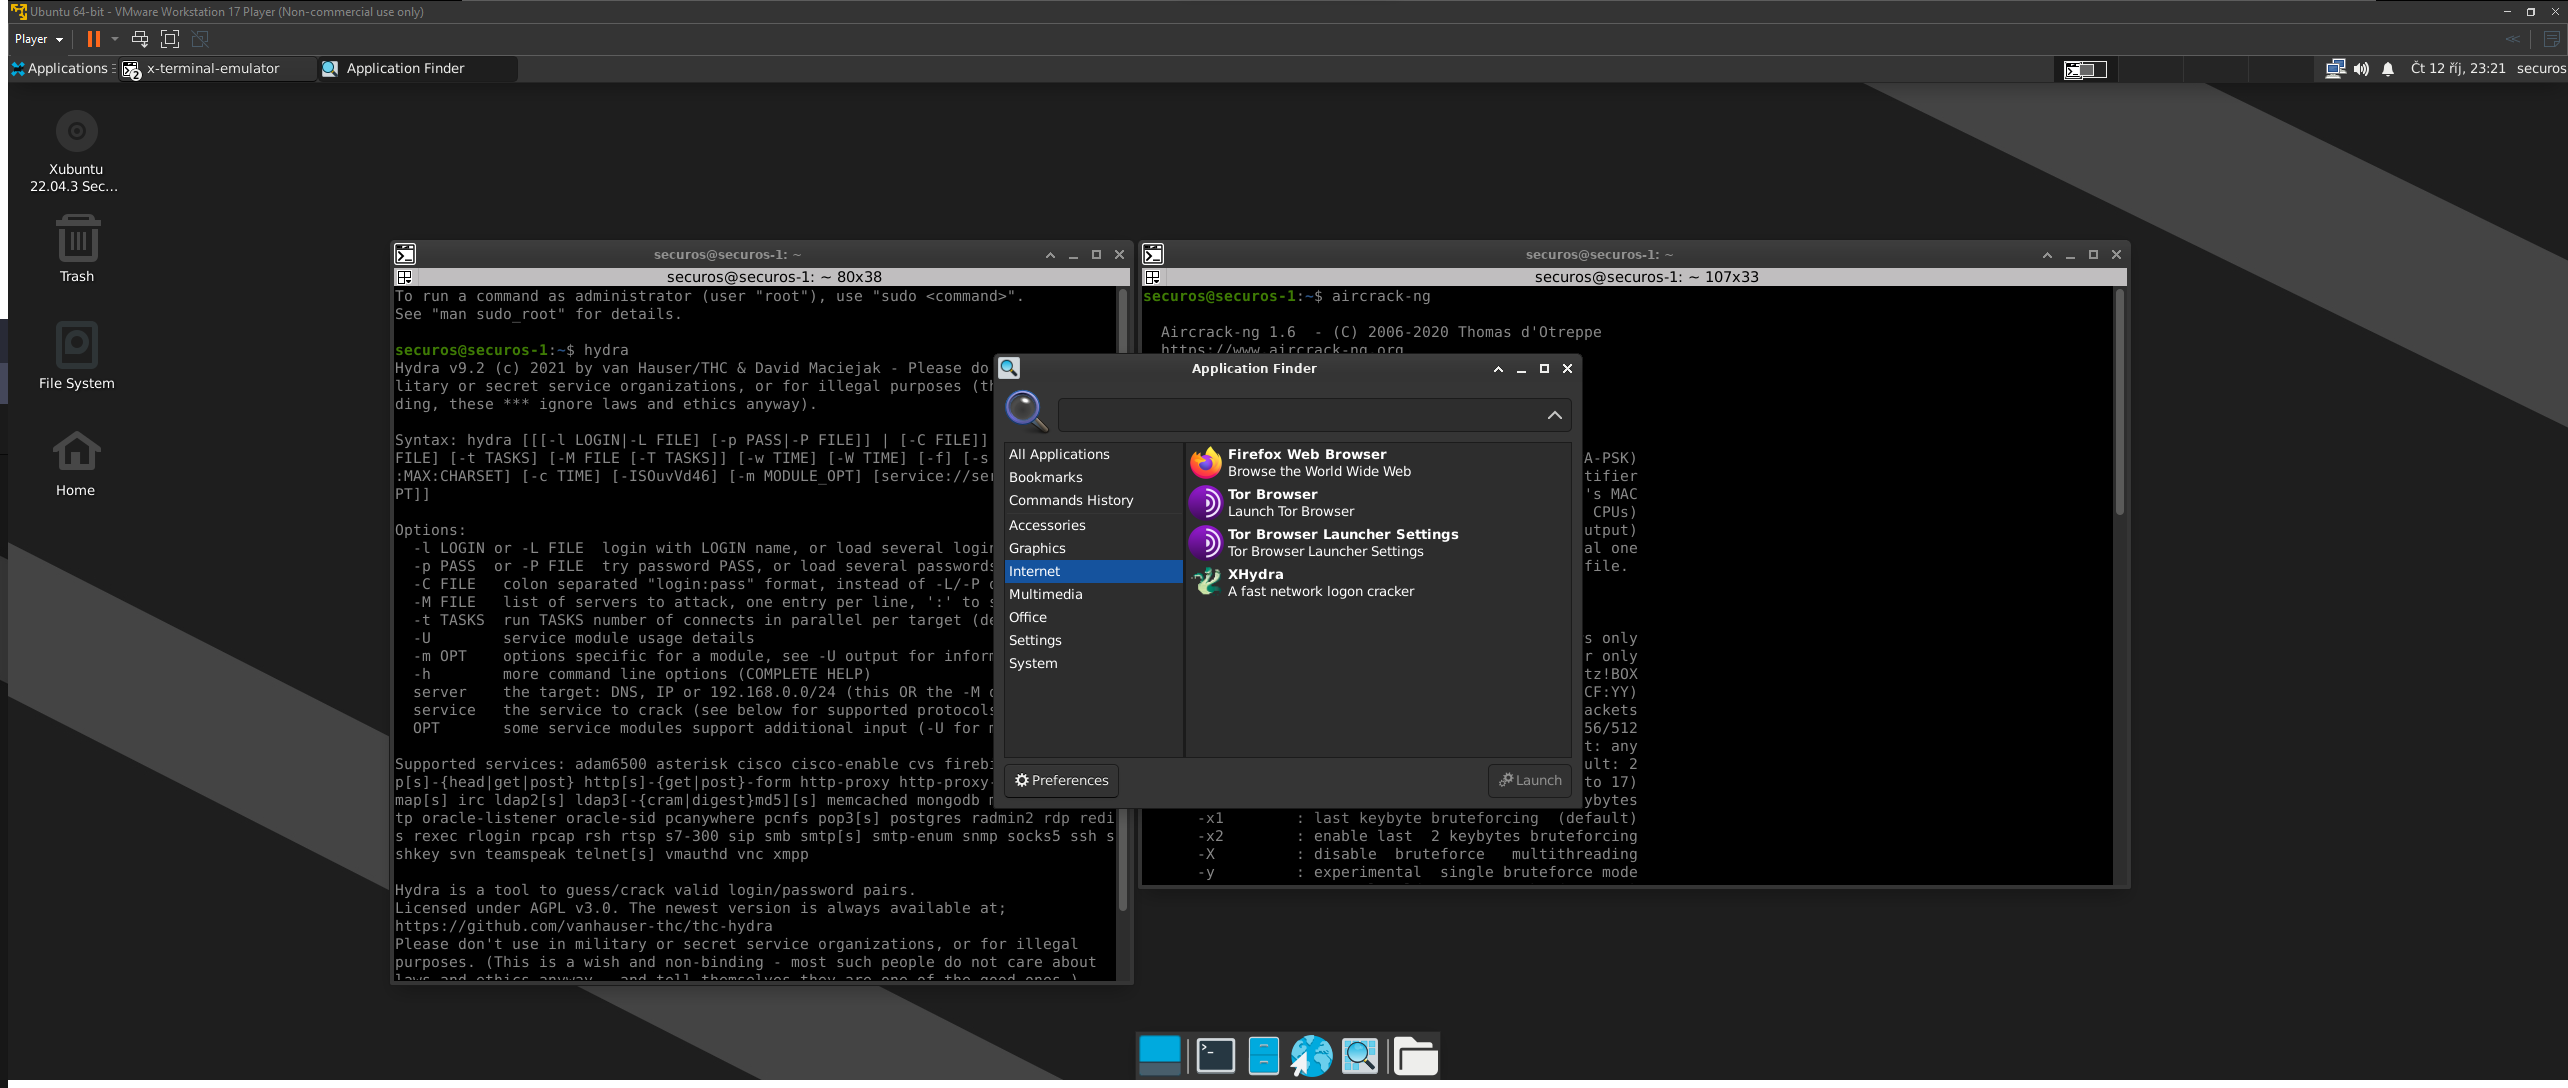 Ubuntu 64-bit - VMware Workstation 17 Player (Non-commercial use only)
Player
Applications
2
x-terminal-emulator
Application Finder
Čt 12 říj, 23:21
securos
Xubuntu
22.04.3 Sec...
Trash
File System
Home
securos@securos-1: ~
securos@securos-1: ~ 80x38
To run a command as administrator (user "root"), use "sudo <command>".
See "man sudo_root" for details.
securos@securos-1:~$ hydra
Hydra v9.2 (c) 2021 by van Hauser/THC & David Maciejak - Please do
litary or secret service organizations, or for illegal purposes (th
ding, these *** ignore laws and ethics anyway).
Syntax: hydra [[[-l LOGIN|-L FILE] [-p PASS|-P FILE]] | [-C FILE]]
FILE] [-t TASKS] [-M FILE [-T TASKS]] [-w TIME] [-W TIME] [-f] [-s
:MAX:CHARSET] [-c TIME] [-ISOuvVd46] [-m MODULE_OPT] [service://ser
PT]]
Options:
-l LOGIN or -L FILE  login with LOGIN name, or load several login
-p PASS  or -P FILE  try password PASS, or load several passwords
-C FILE   colon separated "login:pass" format, instead of -L/-P o
-M FILE   list of servers to attack, one entry per line, ':' to s
-t TASKS  run TASKS number of connects in parallel per target (de
-U        service module usage details
-m OPT    options specific for a module, see -U output for inform
-h        more command line options (COMPLETE HELP)
server    the target: DNS, IP or 192.168.0.0/24 (this OR the -M o
service   the service to crack (see below for supported protocols
OPT       some service modules support additional input (-U for m
Supported services: adam6500 asterisk cisco cisco-enable cvs firebi
p[s]-{head|get|post} http[s]-{get|post}-form http-proxy http-proxy-
map[s] irc ldap2[s] ldap3[-{cram|digest}md5][s] memcached mongodb m
tp oracle-listener oracle-sid pcanywhere pcnfs pop3[s] postgres radmin2 rdp redi
s rexec rlogin rpcap rsh rtsp s7-300 sip smb smtp[s] smtp-enum snmp socks5 ssh s
shkey svn teamspeak telnet[s] vmauthd vnc xmpp
Hydra is a tool to guess/crack valid login/password pairs.
Licensed under AGPL v3.0. The newest version is always available at;
https://github.com/vanhauser-thc/thc-hydra
Please don't use in military or secret service organizations, or for illegal
purposes. (This is a wish and non-binding - most such people do not care about
laws and ethics anyway - and tell themselves they are one of the good ones.)
securos@securos-1: ~
securos@securos-1: ~ 107x33
securos@securos-1:~$ aircrack-ng
Aircrack-ng 1.6  - (C) 2006-2020 Thomas d'Otreppe
https://www.aircrack-ng.org
A-PSK)
tifier
's MAC
CPUs)
utput)
al one
file.
s only
r only
tz!BOX
CF:YY)
ackets
56/512
t: any
ult: 2
to 17)
ybytes
-x1        : last keybyte bruteforcing  (default)
-x2        : enable last  2 keybytes bruteforcing
-X         : disable  bruteforce   multithreading
-y         : experimental  single bruteforce mode
Application Finder
All Applications
Bookmarks
Commands History
Accessories
Graphics
Internet
Multimedia
Office
Settings
System
Firefox Web Browser
Browse the World Wide Web
Tor Browser
Launch Tor Browser
Tor Browser Launcher Settings
Tor Browser Launcher Settings
XHydra
A fast network logon cracker
Preferences
Launch